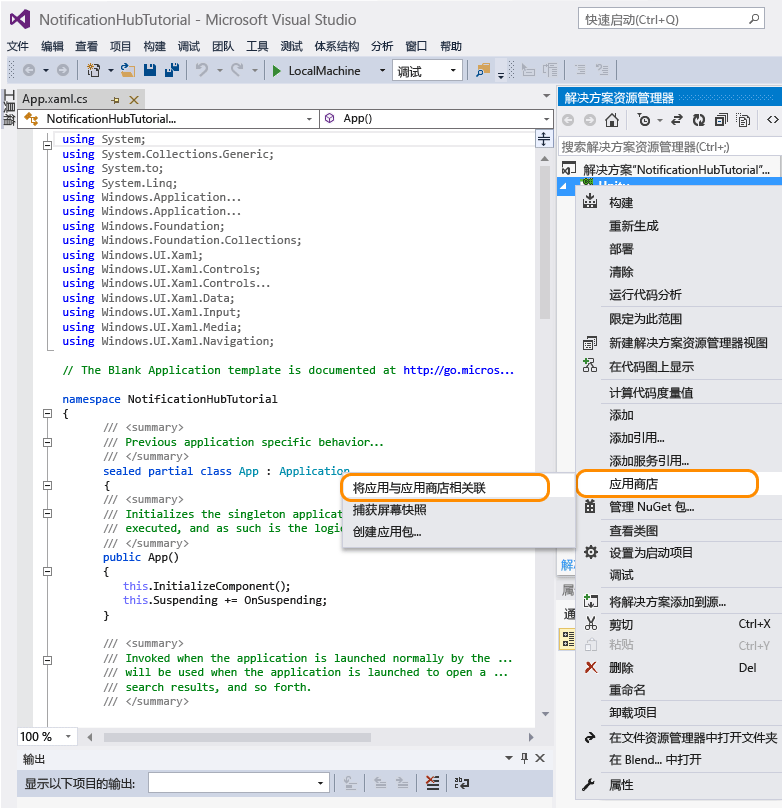 NotificationHubTutorial - Microsoft Visual Studio
快速启动(Ctrl+Q)
文件 编辑 查看 项目 构建 调试 团队 工具 测试 体系结构 分析 窗口 帮助
LocalMachine 调试
工具箱
App.xaml.cs
NotificationHubTutorial...
App()
using System;
using System.Collections.Generic;
using System.to;
using System.Linq;
using Windows.Application...
using Windows.Application...
using Windows.Foundation;
using Windows.Foundation.Collections;
using Windows.UI.Xaml;
using Windows.UI.Xaml.Controls;
using Windows.UI.Xaml.Controls...
using Windows.UI.Xaml.Data;
using Windows.UI.Xaml.Input;
using Windows.UI.Xaml.Media;
using Windows.UI.Xaml.Navigation;
// The Blank Application template is documented at http://go.micros...
namespace NotificationHubTutorial
{
/// <summary>
/// Previous application specific behavior...
/// </summary>
sealed partial class App : Application
{
/// <summary>
/// Initializes the singleton applicat
/// executed, and as such is the logic
/// </summary>
public App()
{
this.InitializeComponent();
this.Suspending += OnSuspending;
}
/// <summary>
/// Invoked when the application is launched normally by the ...
/// will be used when the application is launched to open a ...
/// search results, and so forth.
/// </summary>
100 %
输出
显示以下项目的输出:
将应用与应用商店相关联
捕获屏幕快照
创建应用包...
解决方案资源管理器
搜索解决方案资源管理器(Ctrl+;)
解决方案"NotificationHubTutorial"...
构建
重新生成
部署
清除
运行代码分析
限定为此范围
新建解决方案资源管理器视图
在代码图上显示
计算代码度量值
添加
添加引用...
添加服务引用...
应用商店
管理 NuGet 包...
查看类图
设置为启动项目
调试
将解决方案添加到源...
剪切 Ctrl+X
粘贴 Ctrl+Y
删除 Del
重命名
卸载项目
在文件资源管理器中打开文件夹
在 Blend... 中打开
属性